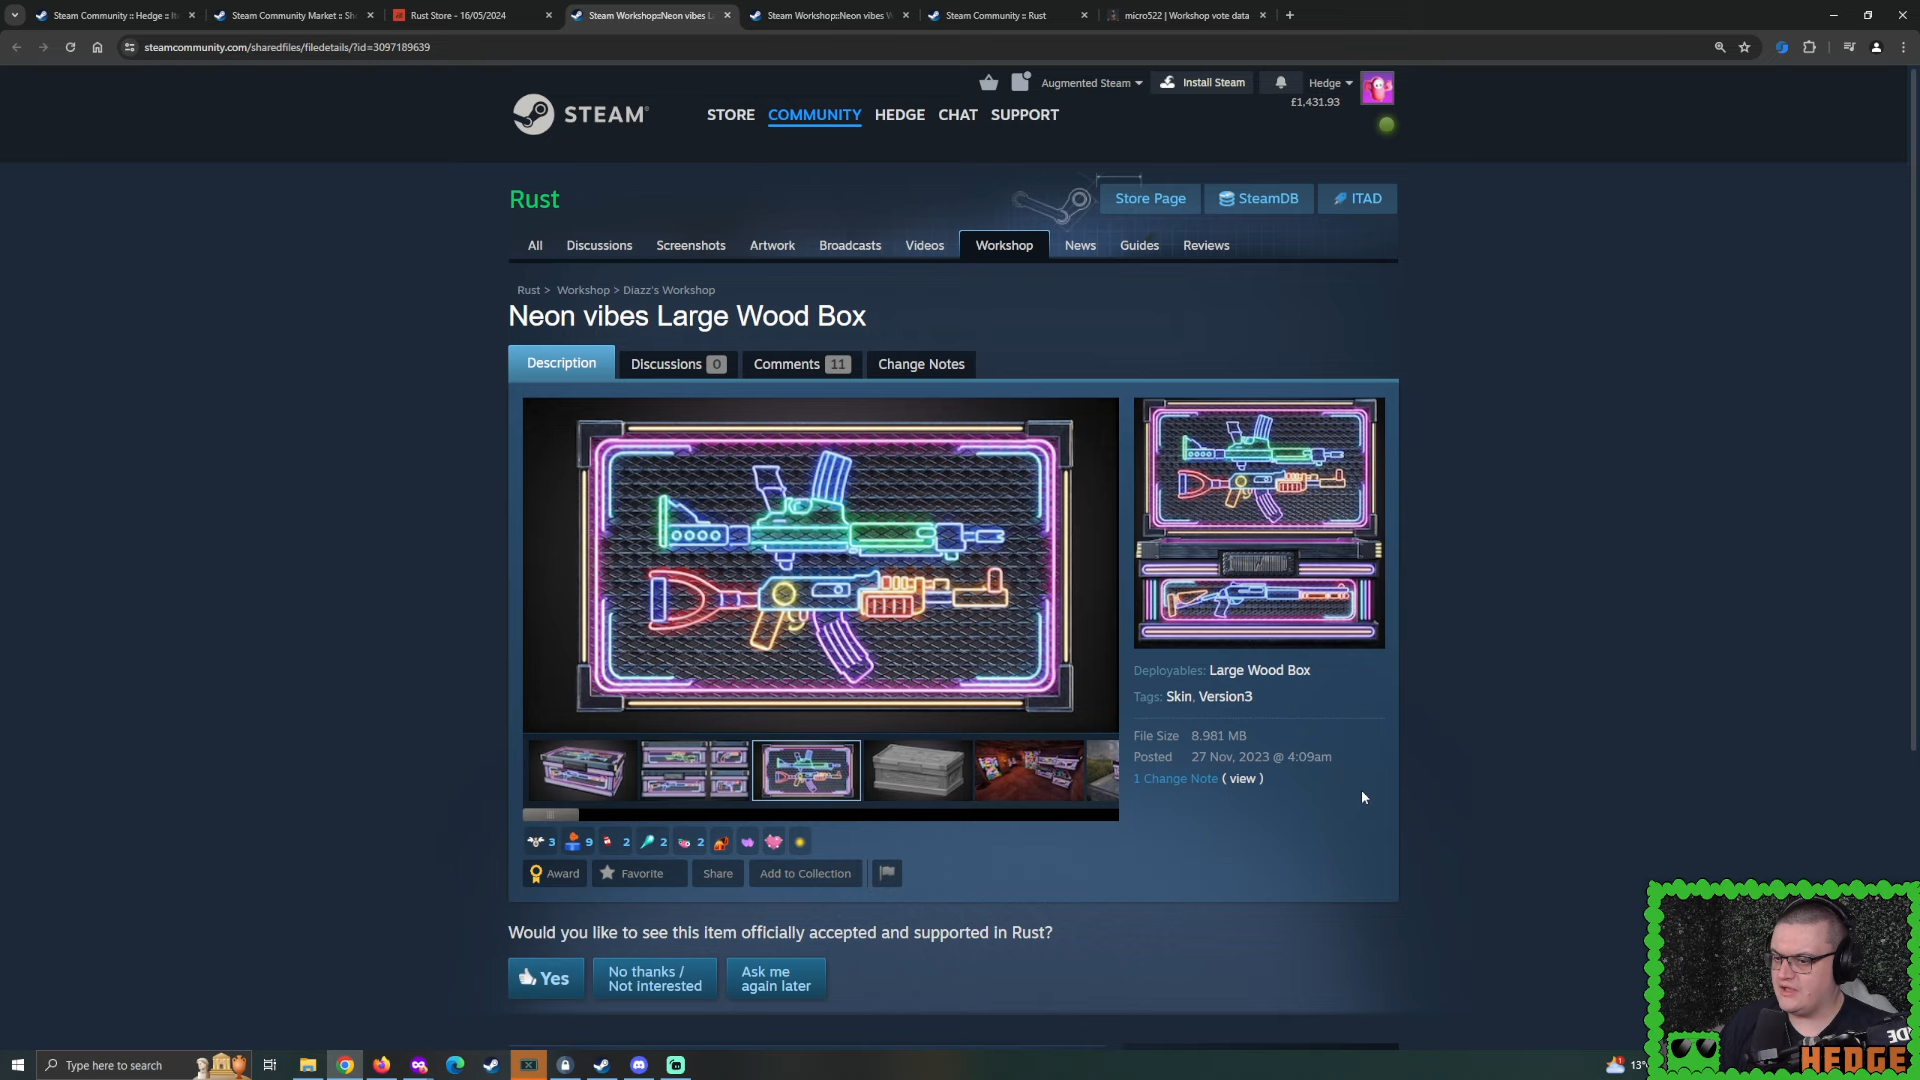 Steam Community :: Hedge :: It
Steam Community Market :: Sh
Rust Store - 16/05/2024
Steam Workshop::Neon vibes L
Steam Workshop::Neon vibes W
Steam Community :: Rust
micro522 | Workshop vote data
steamcommunity.com/sharedfiles/filedetails/?id=3097189639
Augmented Steam
Install Steam
Hedge
£1,431.93
STEAM
STORE COMMUNITY HEDGE CHAT SUPPORT
Rust
Store Page
SteamDB
ITAD
All Discussions Screenshots Artwork Broadcasts Videos Workshop News Guides Reviews
Rust > Workshop > Diazz's Workshop
Neon vibes Large Wood Box
Description
Discussions 0
Comments 11
Change Notes
Deployables: Large Wood Box
Tags: Skin, Version3
File Size 8.981 MB
Posted 27 Nov, 2023 @ 4:09am
1 Change Note ( view )
3 9 2 2 2
Award Favorite Share Add to Collection
Would you like to see this item officially accepted and supported in Rust?
Yes
No thanks /
Not interested
Ask me
again later
Type here to search
13°
HEDGE